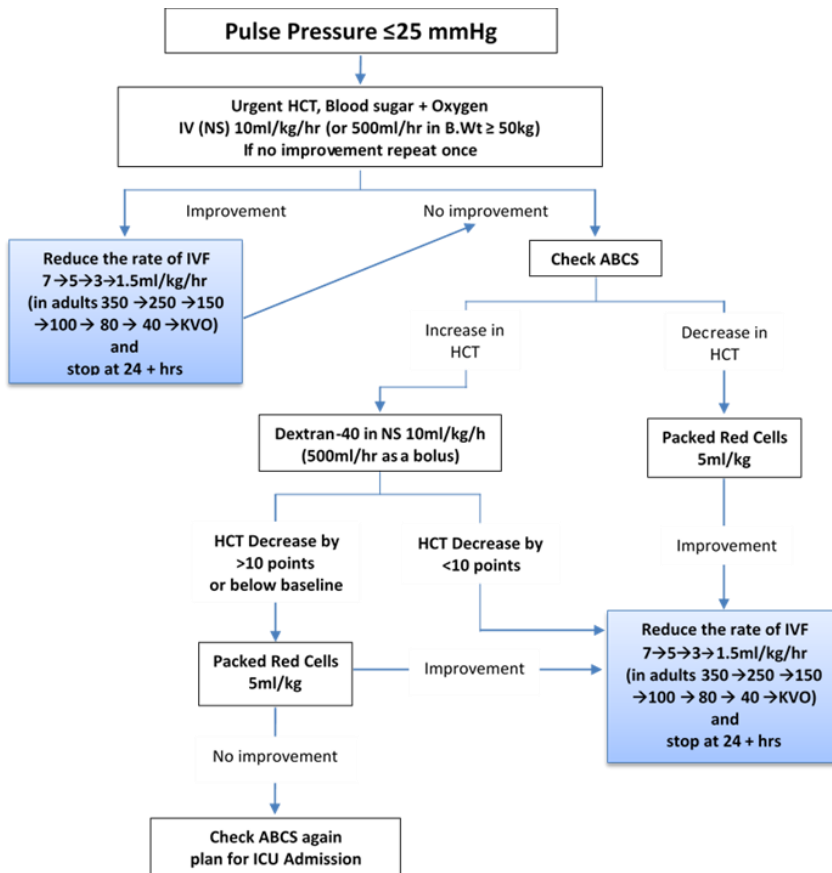 Pulse Pressure ≤25 mmHg
Urgent HCT, Blood sugar + Oxygen
IV (NS) 10ml/kg/hr (or 500ml/hr in B.Wt ≥ 50kg)
If no improvement repeat once
Improvement
No improvement
Reduce the rate of IVF
7→5→3→1.5ml/kg/hr
(in adults 350 →250 →150
→100 → 80 → 40 →KVO)
and
stop at 24 + hrs
Check ABCS
Increase in
HCT
Decrease in
HCT
Dextran-40 in NS 10ml/kg/h
(500ml/hr as a bolus)
Packed Red Cells
5ml/kg
HCT Decrease by
>10 points
or below baseline
HCT Decrease by
<10 points
Improvement
Packed Red Cells
5ml/kg
Improvement
Reduce the rate of IVF
7→5→3→1.5ml/kg/hr
(in adults 350 →250 →150
→100 → 80 → 40 →KVO)
and
stop at 24 + hrs
No improvement
Check ABCS again
plan for ICU Admission